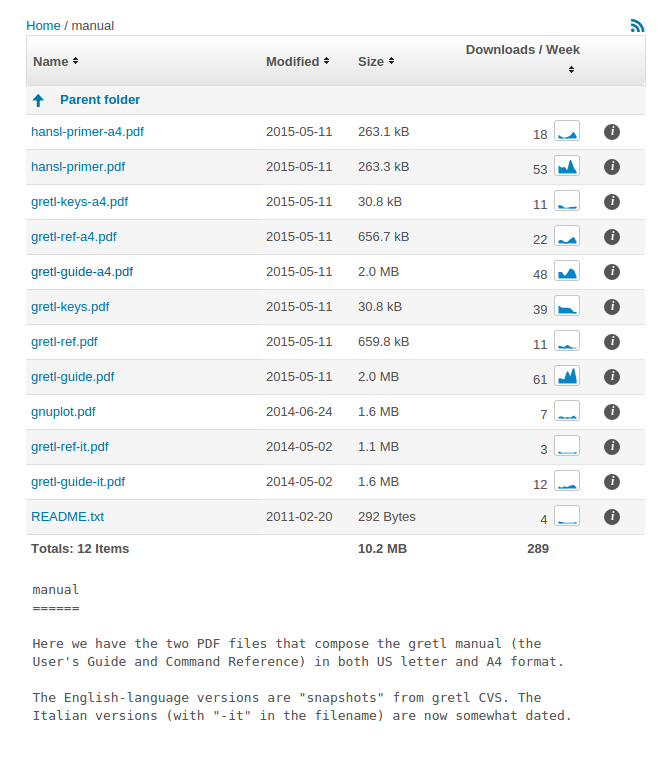 Home / manual
Name Modified Size Downloads / Week
Parent folder
hansl-primer-a4.pdf 2015-05-11 263.1 kB 18 i
hansl-primer.pdf 2015-05-11 263.3 kB 53 i
gretl-keys-a4.pdf 2015-05-11 30.8 kB 11 i
gretl-ref-a4.pdf 2015-05-11 656.7 kB 22 i
gretl-guide-a4.pdf 2015-05-11 2.0 MB 48 i
gretl-keys.pdf 2015-05-11 30.8 kB 39 i
gretl-ref.pdf 2015-05-11 659.8 kB 11 i
gretl-guide.pdf 2015-05-11 2.0 MB 61 i
gnuplot.pdf 2014-06-24 1.6 MB 7 i
gretl-ref-it.pdf 2014-05-02 1.1 MB 3 i
gretl-guide-it.pdf 2014-05-02 1.6 MB 12 i
README.txt 2011-02-20 292 Bytes 4 i
Totals: 12 Items 10.2 MB 289
manual
======
Here we have the two PDF files that compose the gretl manual (the
User's Guide and Command Reference) in both US letter and A4 format.
The English-language versions are "snapshots" from gretl CVS. The
Italian versions (with "-it" in the filename) are now somewhat dated.